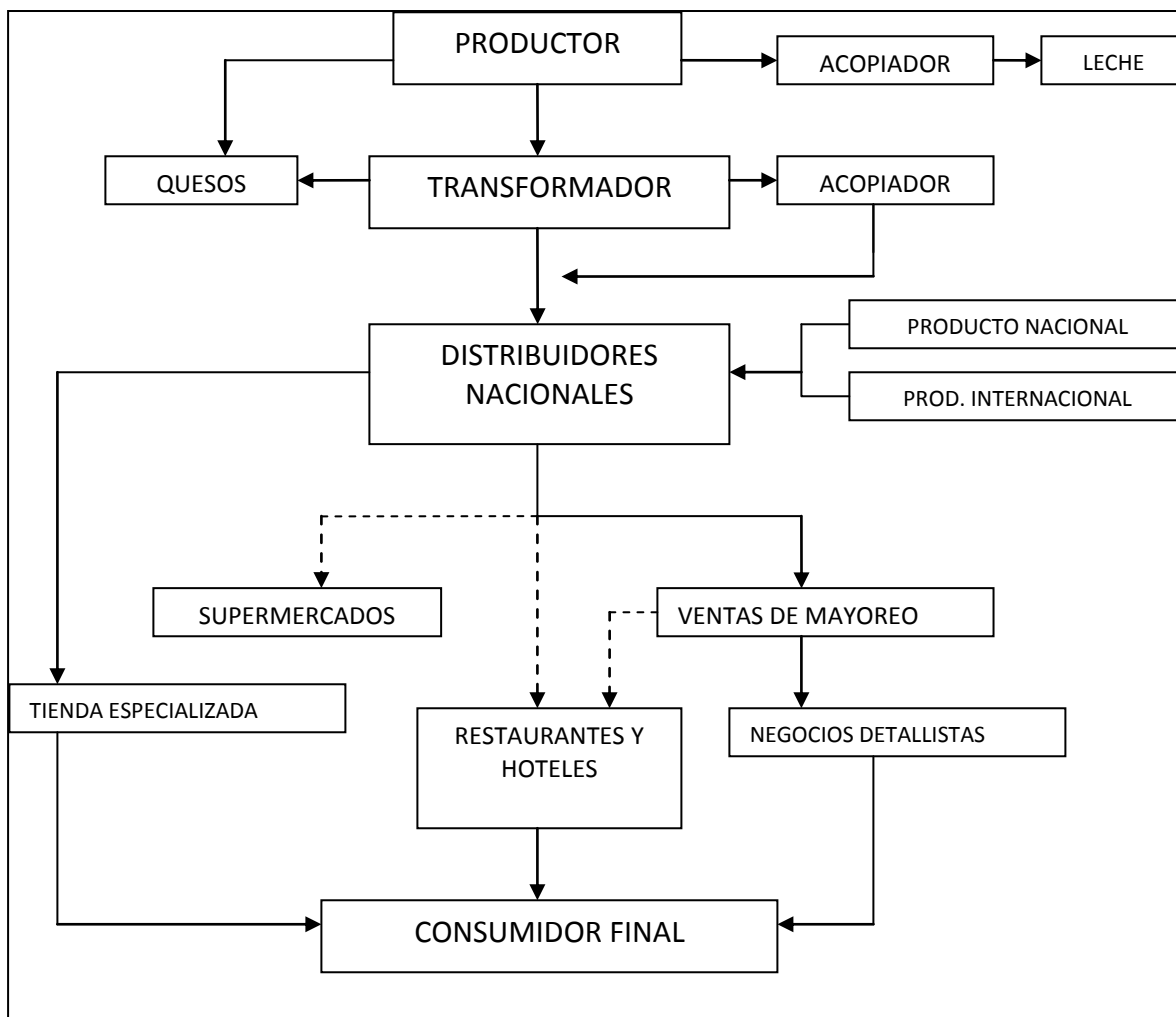 PRODUCTOR
ACOPIADOR
LECHE
QUESOS
TRANSFORMADOR
ACOPIADOR
DISTRIBUIDORES
NACIONALES
PRODUCTO NACIONAL
PROD. INTERNACIONAL
SUPERMERCADOS
VENTAS DE MAYOREO
TIENDA ESPECIALIZADA
RESTAURANTES Y
HOTELES
NEGOCIOS DETALLISTAS
CONSUMIDOR FINAL